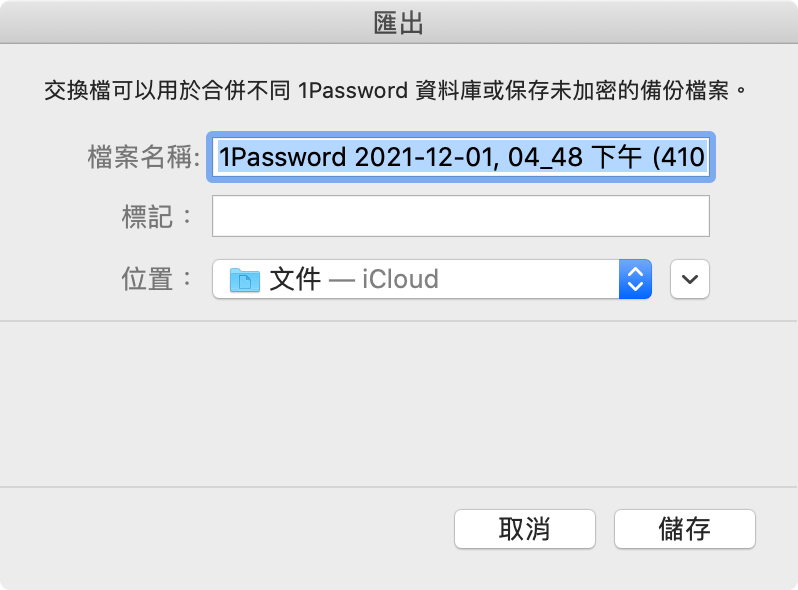 匯出
交換檔可以用於合併不同 1Password 資料庫或保存未加密的備份檔案。
檔案名稱: 1Password 2021-12-01, 04_48 下午 (410
標記：
位置： 文件 — iCloud
取消 儲存